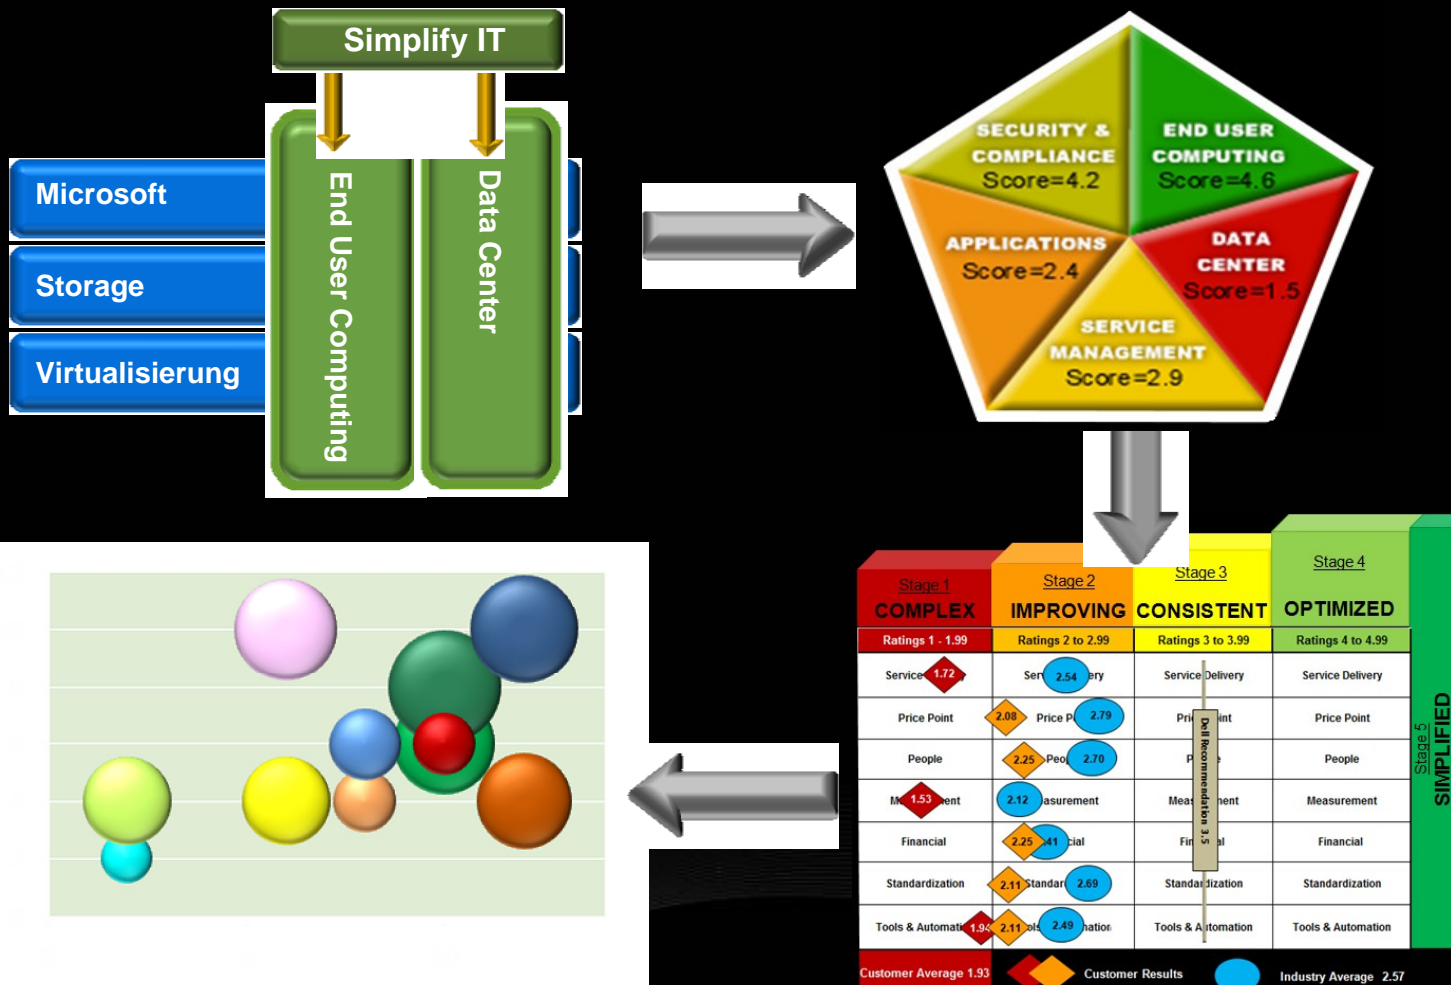 Simplify IT
Microsoft
Storage
Virtualisierung
End User Computing
Data Center
SECURITY &
COMPLIANCE
Score=4.2
END USER
COMPUTING
Score=4.6
APPLICATIONS
Score=2.4
DATA
CENTER
Score=1.5
SERVICE
MANAGEMENT
Score=2.9
Stage 1
COMPLEX
Stage 2
IMPROVING
Stage 3
CONSISTENT
Stage 4
OPTIMIZED
Stage 5
SIMPLIFIED
Ratings 1 - 1.99
Ratings 2 to 2.99
Ratings 3 to 3.99
Ratings 4 to 4.99
Service 1.72 2.54 Service Delivery Service Delivery
Price Point 2.08 Price 2.79 Price Point
People 2.25 2.70 People
1.53 2.12 Measurement
Financial 2.25 Financial
Standardization 2.11 2.69 Standardization Standardization
Tools & 1.94 2.11 2.49 Tools & Automation Tools & Automation
Dell Recommendation 3.5
Customer Average 1.93
Customer Results
Industry Average 2.57